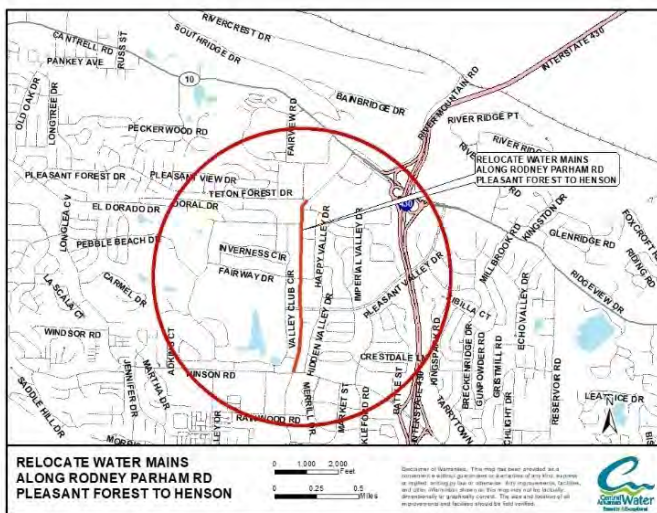 CANTRELL RD
PANKEY AVE
RUSS ST
RIVERCREST DR
SOUTHRIDGE DR
INTERSTATE 430
OLD OAK DR
LONGTREE DR
10
PECKERWOOD RD
FAIRVIEW RD
BAINBRIDGE DR
RIVER MOUNTAIN RD
RIVER RIDGE PT
RIVER RIDGE
RELOCATE WATER MAINS
ALONG RODNEY PARHAM RD
PLEASANT FOREST TO HENSON
PLEASANT FOREST DR
PLEASANT VIEW DR
TETON FOREST DR
EL DORADO DR
DORAL DR
430
LONGLEA CV
PEBBLE BEACH DR
INVERNESS CIR
FAIRWAY DR
VALLEY CLUB CIR
HAPPY VALLEY DR
HIDDEN VALLEY DR
IMPERIAL VALLEY DR
PLEASANT VALLEY DR
MILLBROOK RD
KINGSTON DR
GLENRIDGE RD
FOXCROFT
RIDING RD
RIDGEVIEW DR
LA SCALA CT
CARMEL DR
IBILLA CT
ECHO VALLEY DR
WINDSOR RD
ADKINS CT
CRESTDALE
KINGSPARK RD
BRECKENRIDGE DR
GUNPOWDER RD
GRISTMILL RD
RESERVOIR RD
SADDLE HILL DR
JENNIFER DR
MARTHA DR
HINSON RD
MERRILL DR
MARKET ST
KLEFORD RD
BATTLE ST
INTERSTATE 430
TARRYTOWN
CHLIGHT DR
LEATRICE DR
N
RELOCATE WATER MAINS
ALONG RODNEY PARHAM RD
PLEASANT FOREST TO HENSON
0 1,000 2,000
Feet
0 0.25 0.5
Miles
Central
Arkansas
Water